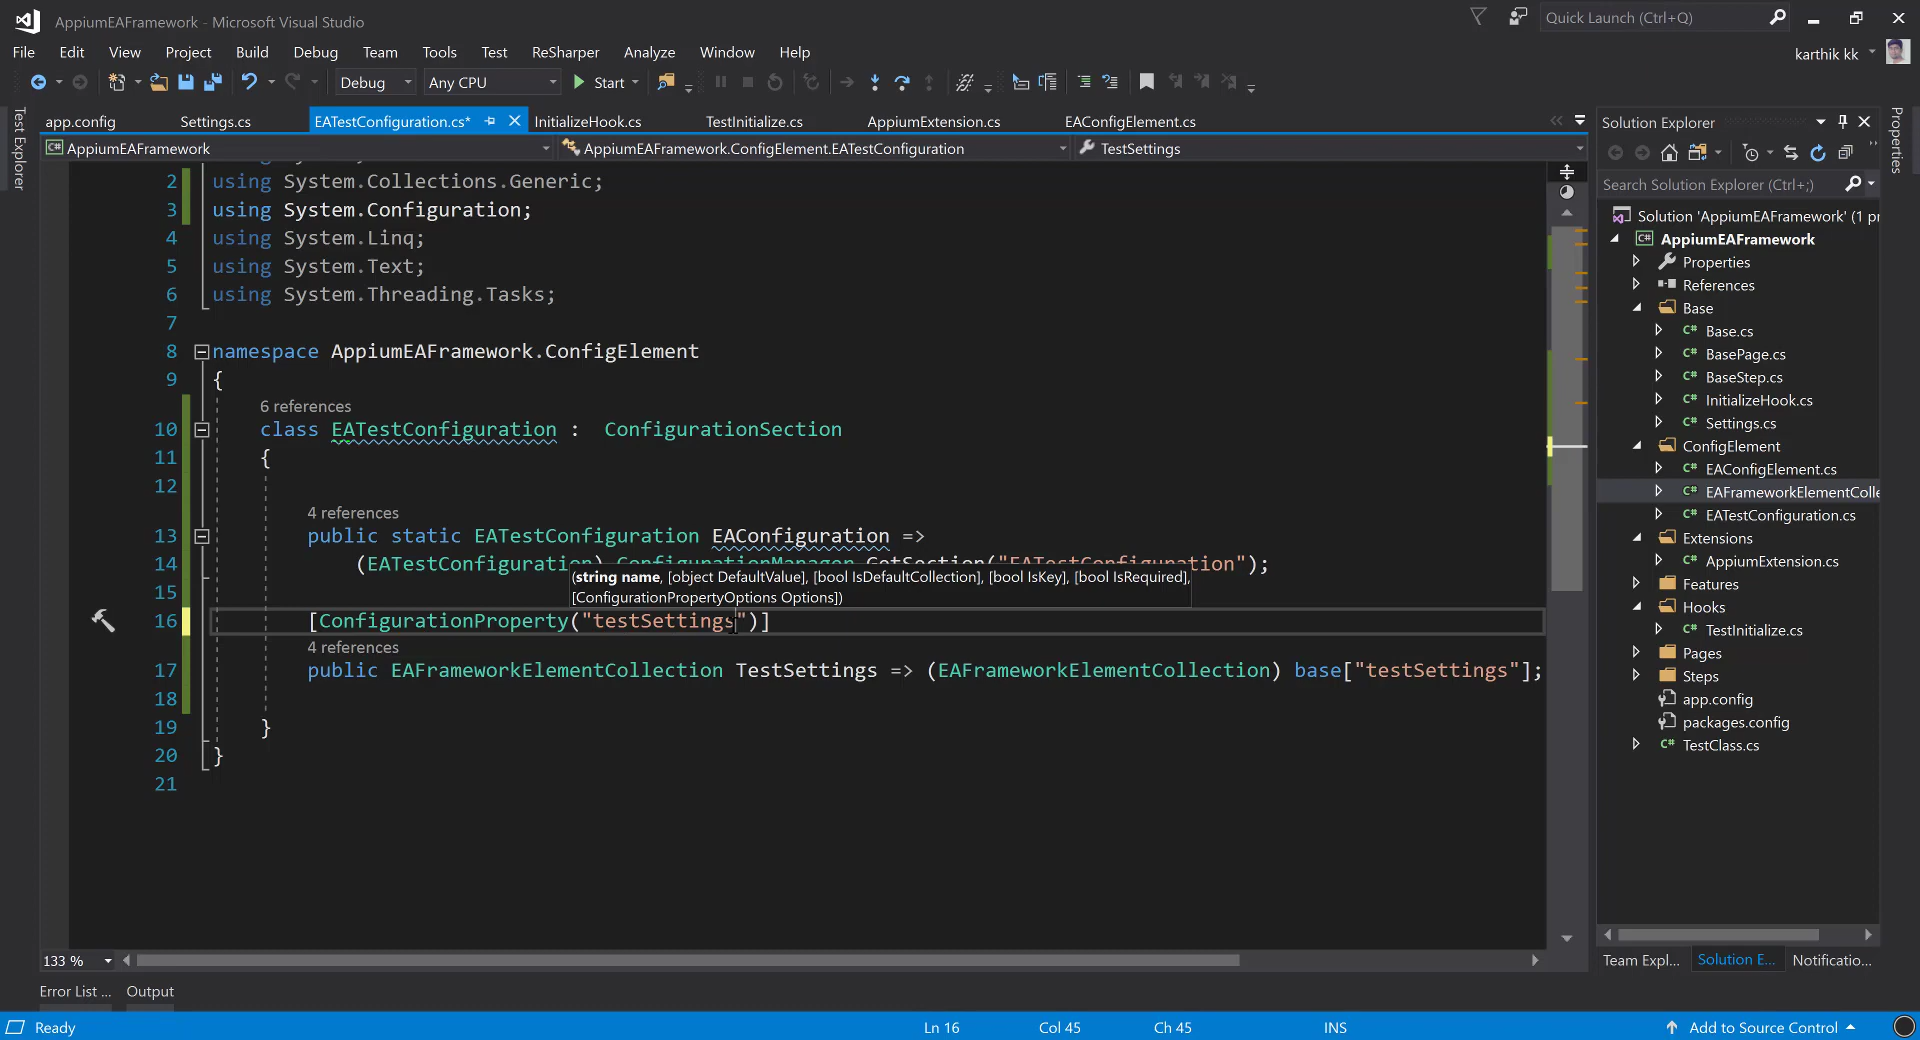 AppiumEAFramework - Microsoft Visual Studio
Quick Launch (Ctrl+Q)
File Edit View Project Build Debug Team Tools Test ReSharper Analyze Window Help
karthik kk
Debug Any CPU Start
Test Explorer
app.config Settings.cs EATestConfiguration.cs* InitializeHook.cs TestInitialize.cs AppiumExtension.cs EAConfigElement.cs
AppiumEAFramework AppiumEAFramework.ConfigElement.EATestConfiguration TestSettings
2 using System.Collections.Generic;
3 using System.Configuration;
4 using System.Linq;
5 using System.Text;
6 using System.Threading.Tasks;
7
8 namespace AppiumEAFramework.ConfigElement
9 {
6 references
10 class EATestConfiguration : ConfigurationSection
11 {
12
4 references
13 public static EATestConfiguration EAConfiguration =>
14 (EATestConfiguration) ConfigurationManager.GetSection("EATestConfiguration");
(string name, [object DefaultValue], [bool IsDefaultCollection], [bool IsKey], [bool IsRequired],
[ConfigurationPropertyOptions Options])
15
16 [ConfigurationProperty("testSettings")]
4 references
17 public EAFrameworkElementCollection TestSettings => (EAFrameworkElementCollection) base["testSettings"];
18
19 }
20 }
21
133 %
Error List ... Output
Ready Ln 16 Col 45 Ch 45 INS Add to Source Control
Solution Explorer
Search Solution Explorer (Ctrl+;)
Solution 'AppiumEAFramework' (1 pr
AppiumEAFramework
Properties
References
Base
Base.cs
BasePage.cs
BaseStep.cs
InitializeHook.cs
Settings.cs
ConfigElement
EAConfigElement.cs
EAFrameworkElementColle
EATestConfiguration.cs
Extensions
AppiumExtension.cs
Features
Hooks
TestInitialize.cs
Pages
Steps
app.config
packages.config
TestClass.cs
Team Expl... Solution E... Notificatio...
Properties